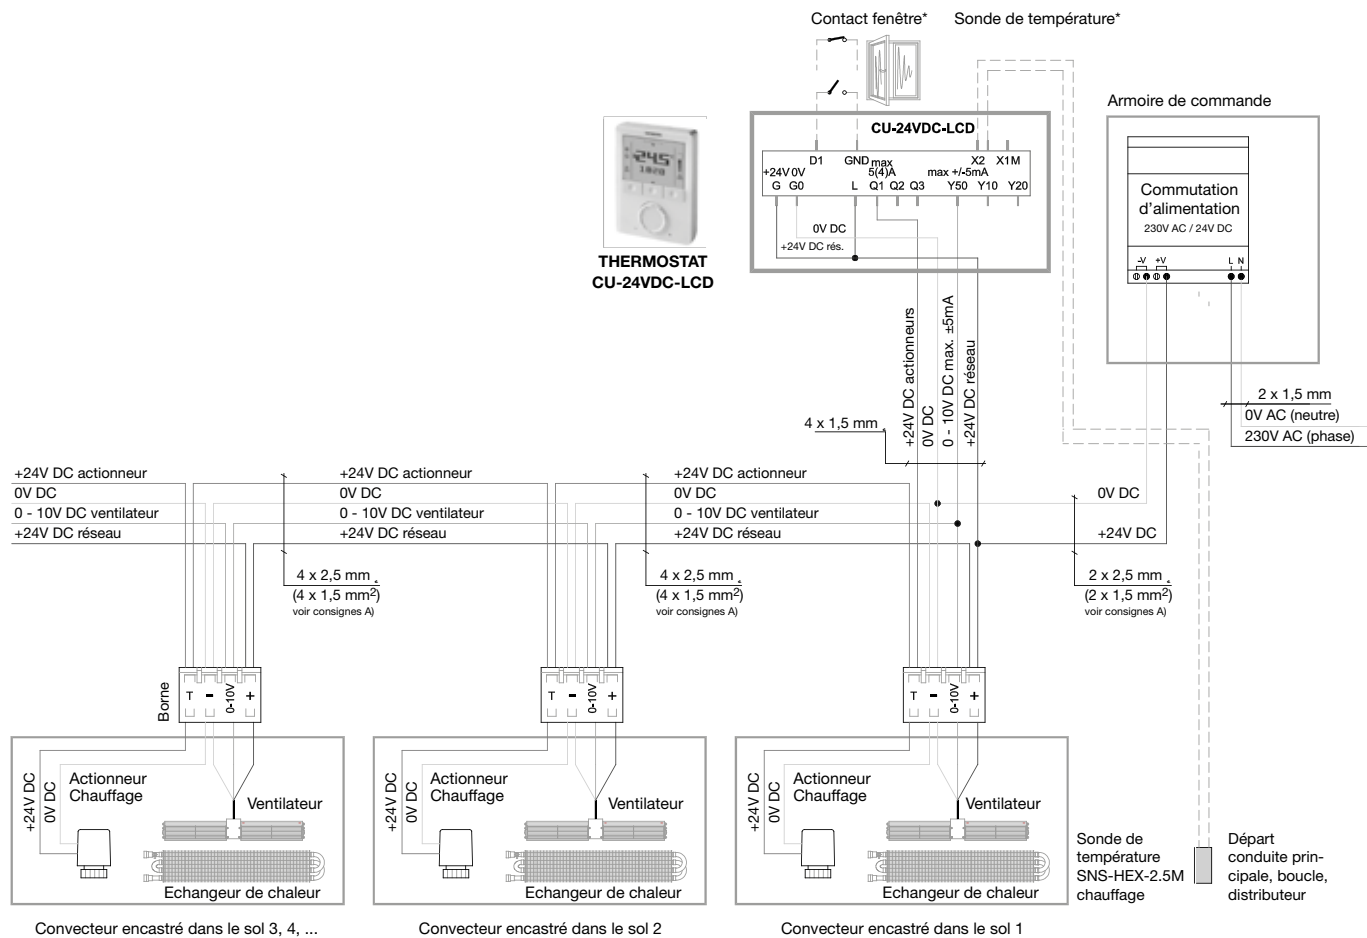 Contact fenêtre*
Sonde de température*
Armoire de commande
CU-24VDC-LCD
D1 GND X2 X1 M
max
5(4)A
max +/-5mA
+24V 0V
G G0 L Q1 Q2 Q3 Y50 Y10 Y20
0V DC
+24V DC rés.
24.5
THERMOSTAT
CU-24VDC-LCD
Commutation
d'alimentation
230V AC / 24V DC
-V +V L N
2 x 1,5 mm
0V AC (neutre)
230V AC (phase)
+24V DC actionneurs
0V DC
0 - 10V DC max. ±5mA
+24V DC réseau
4 x 1,5 mm
+24V DC actionneur
0V DC
0 - 10V DC ventilateur
+24V DC réseau
+24V DC actionneur
0V DC
0 - 10V DC ventilateur
+24V DC réseau
+24V DC actionneur
0V DC
0 - 10V DC ventilateur
+24V DC réseau
0V DC
+24V DC
4 x 2,5 mm
(4 x 1,5 mm²)
voir consignes A)
4 x 2,5 mm
(4 x 1,5 mm²)
voir consignes A)
2 x 2,5 mm
(2 x 1,5 mm²)
voir consignes A)
Borne
T - 0-10V +
T - 0-10V +
T - 0-10V +
+24V DC
0V DC
Actionneur
Chauffage
Ventilateur
Echangeur de chaleur
+24V DC
0V DC
Actionneur
Chauffage
Ventilateur
Echangeur de chaleur
+24V DC
0V DC
Actionneur
Chauffage
Ventilateur
Echangeur de chaleur
Sonde de
température
SNS-HEX-2.5M
chauffage
Départ
conduite prin-
cipale, boucle,
distributeur
Convecteur encastré dans le sol 3, 4, ...
Convecteur encastré dans le sol 2
Convecteur encastré dans le sol 1